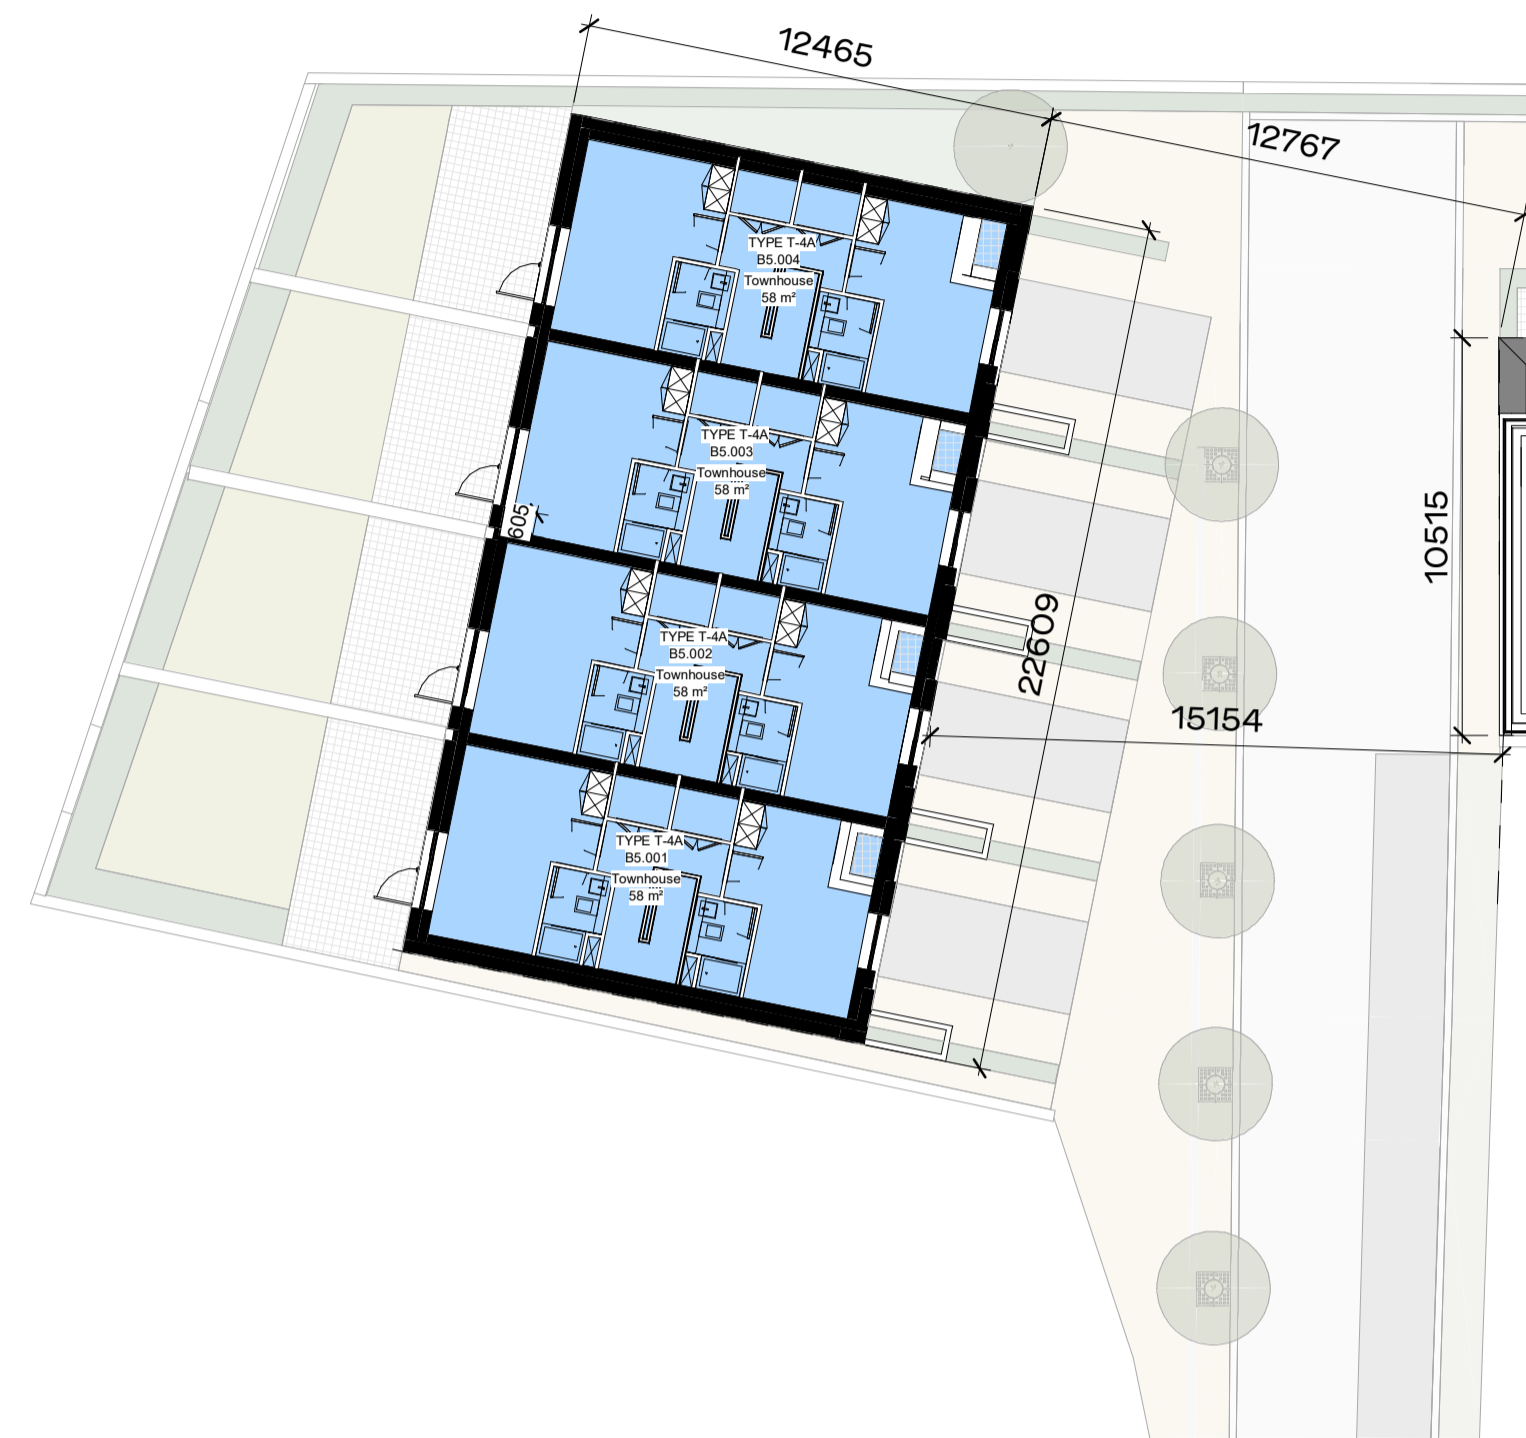 12465
12767
TYPE T-4A
B5.004
Townhouse
58 m²
TYPE T-4A
B5.003
Townhouse
58 m²
605
10515
TYPE T-4A
B5.002
Townhouse
58 m²
22609
15154
TYPE T-4A
B5.001
Townhouse
58 m²